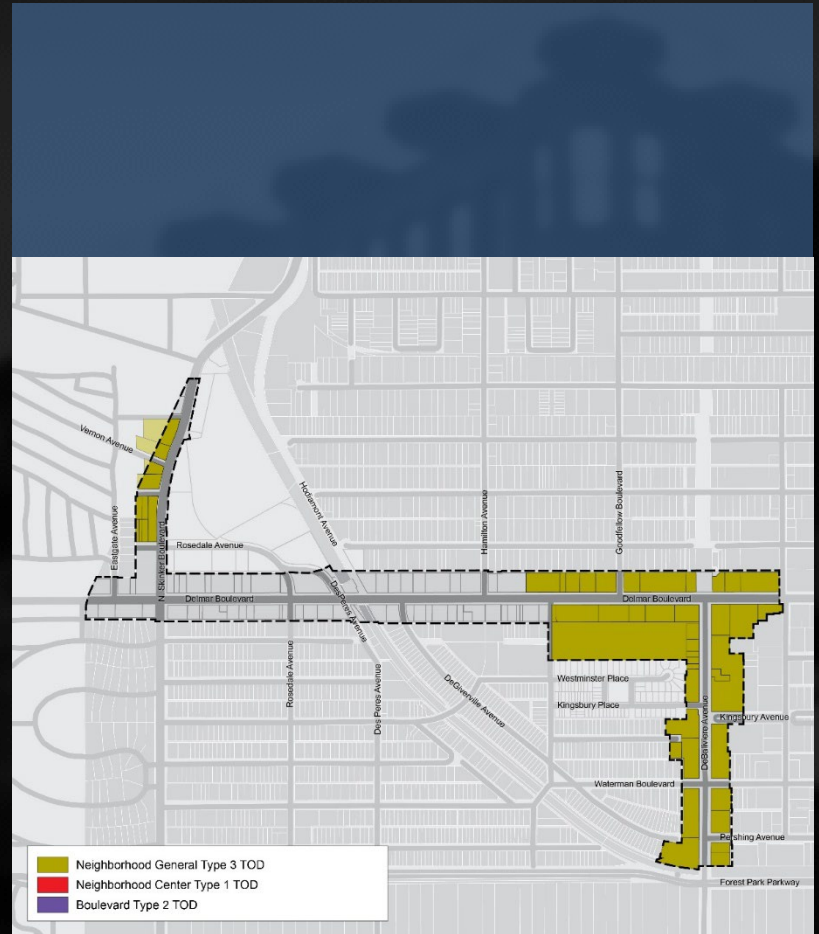 Vernon Avenue
Eastgate Avenue
N Skinker Boulevard
Rosedale Avenue
Hodiamont Avenue
Hamilton Avenue
Goodfellow Boulevard
Delmar Boulevard
Delmar Boulevard
Des Peres Avenue
Rosedale Avenue
Des Peres Avenue
DeGiverville Avenue
Westminster Place
Kingsbury Place
Kingsbury Avenue
DeBaliviere Avenue
Waterman Boulevard
Pershing Avenue
Forest Park Parkway
Neighborhood General Type 3 TOD
Neighborhood Center Type 1 TOD
Boulevard Type 2 TOD